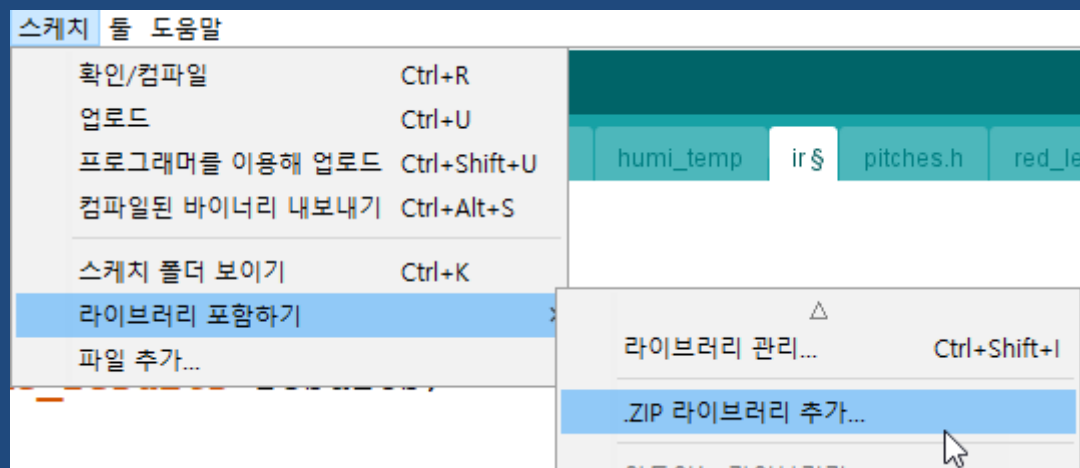 스케치 툴 도움말
확인/컴파일 Ctrl+R
업로드 Ctrl+U
프로그래머를 이용해 업로드 Ctrl+Shift+U
컴파일된 바이너리 내보내기 Ctrl+Alt+S
스케치 폴더 보이기 Ctrl+K
라이브러리 포함하기
파일 추가...
humi_temp ir§ pitches.h red_le
라이브러리 관리... Ctrl+Shift+I
.ZIP 라이브러리 추가...